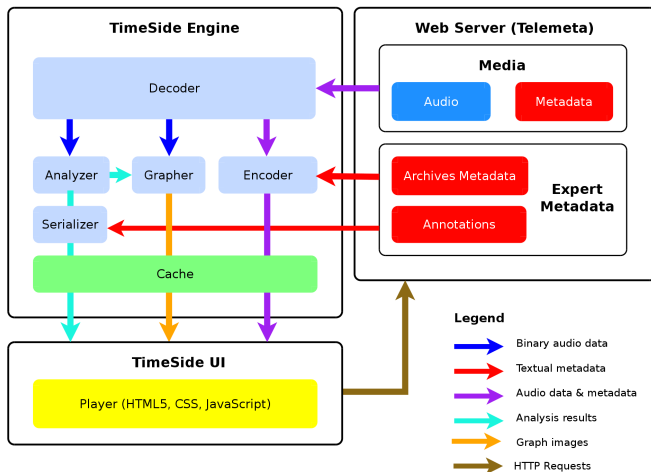 TimeSide Engine
Decoder
Analyzer
Grapher
Encoder
Serializer
Cache
Web Server (Telemeta)
Media
Audio
Metadata
Archives Metadata
Annotations
Expert
Metadata
TimeSide UI
Player (HTML5, CSS, JavaScript)
Legend
Binary audio data
Textual metadata
Audio data & metadata
Analysis results
Graph images
HTTP Requests